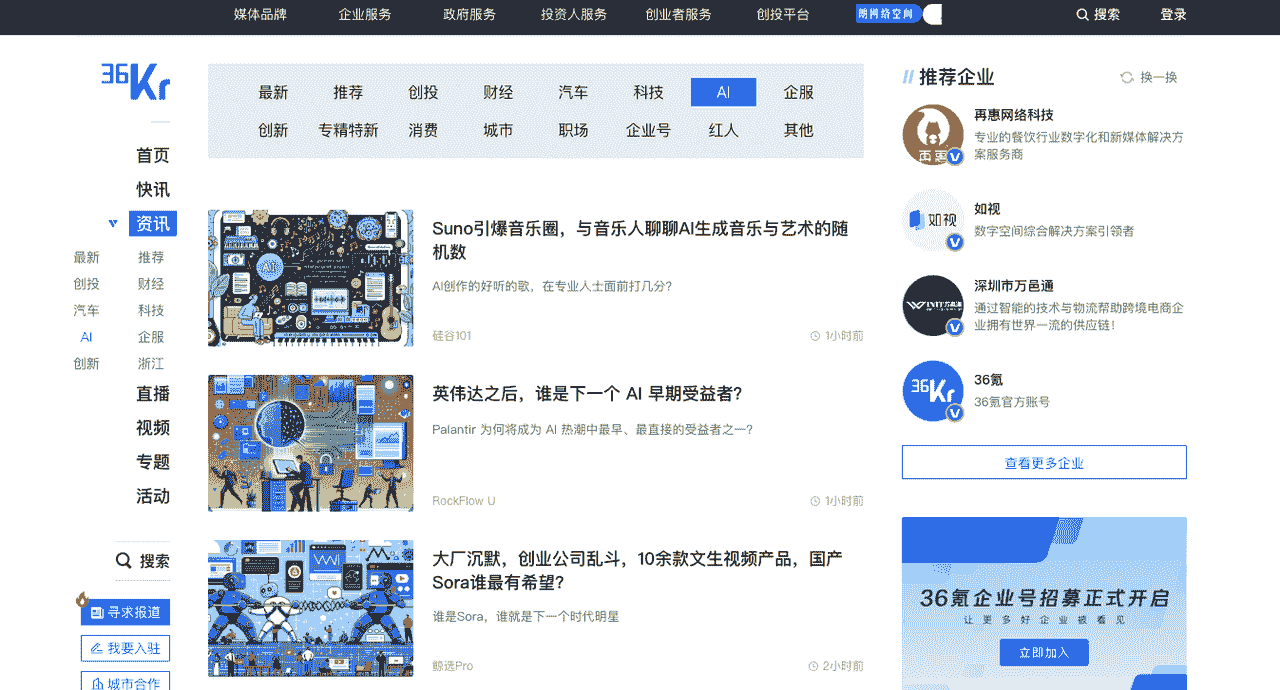 媒体品牌 企业服务 政府服务 投资人服务 创业者服务 创投平台 搜索 登录
36Kr
首页
快讯
资讯
最新 推荐
创投 财经
汽车 科技
AI 企服
创新 浙江
直播
视频
专题
活动
搜索
寻求报道
我要入驻
城市合作
最新 推荐 创投 财经 汽车 科技 AI 企服
创新 专精特新 消费 城市 职场 企业号 红人 其他
Suno引爆音乐圈，与音乐人聊聊AI生成音乐与艺术的随
机数
AI创作的好听的歌，在专业人士面前打几分？
硅谷101 1小时前
英伟达之后，谁是下一个 AI 早期受益者？
Palantir 为何将成为 AI 热潮中最早、最直接的受益者之一？
RockFlow U 1小时前
大厂沉默，创业公司乱斗，10余款文生视频产品，国产
Sora谁最有希望？
谁是Sora，谁就是下一个时代明星
鲸选Pro 2小时前
推荐企业 换一换
再惠
再惠网络科技
专业的餐饮行业数字化和新媒体解决方
案服务商
如视
如视
数字空间综合解决方案引领者
WINIT万邑通
深圳市万邑通
通过智能的技术与物流帮助跨境电商企
业拥有世界一流的供应链！
36Kr
36氪
36氪官方账号
查看更多企业
36氪企业号招募正式开启
让更多好企业被看见
立即加入